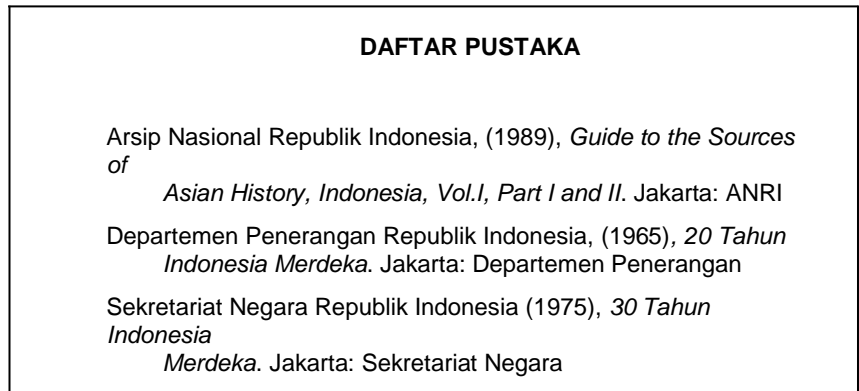 DAFTAR PUSTAKA
Arsip Nasional Republik Indonesia, (1989), Guide to the Sources
of
Asian History, Indonesia, Vol.I, Part I and II. Jakarta: ANRI
Departemen Penerangan Republik Indonesia, (1965), 20 Tahun
Indonesia Merdeka. Jakarta: Departemen Penerangan
Sekretariat Negara Republik Indonesia (1975), 30 Tahun
Indonesia
Merdeka. Jakarta: Sekretariat Negara